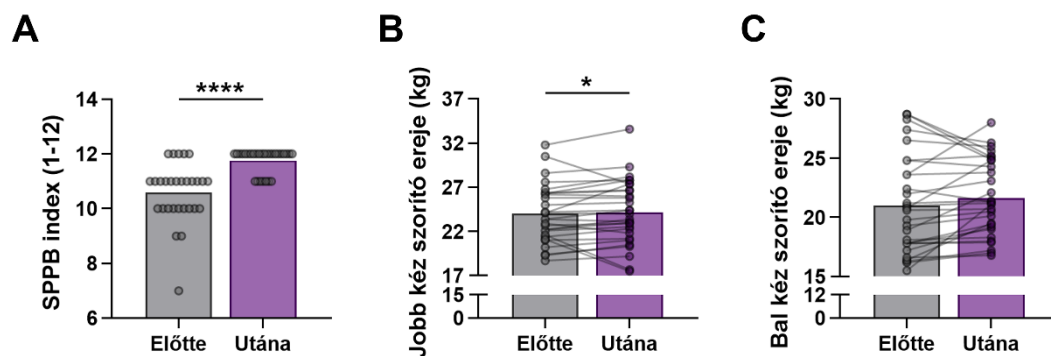 A
SPPB index (1-12)
14
12
10
8
6
****
Előtte
Utána
B
Jobb kéz szorító ereje (kg)
37
32
27
22
17
15
0
*
Előtte
Utána
C
Bal kéz szorító ereje (kg)
30
25
20
15
12
0
Előtte
Utána